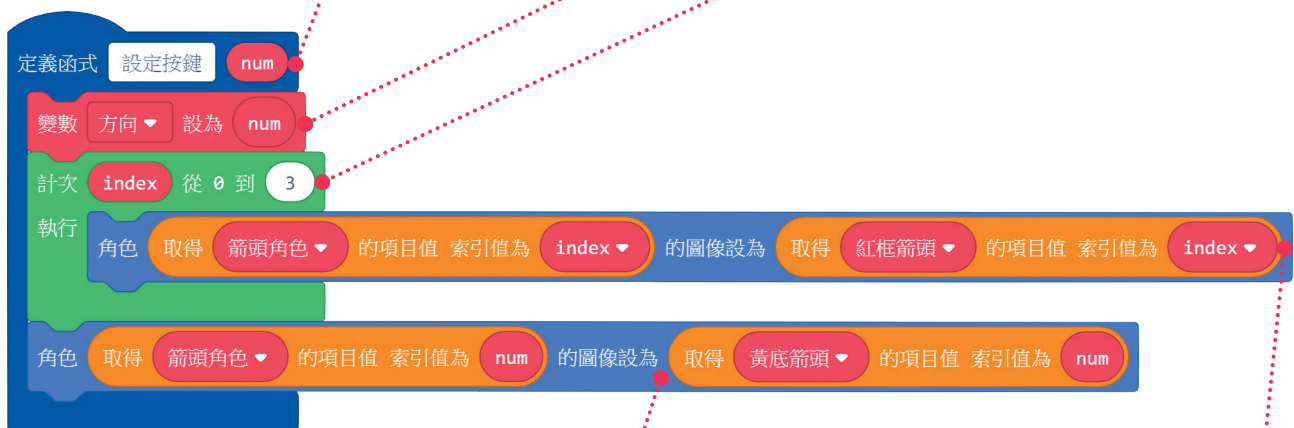 定義函式 設定按鍵 num
變數 方向 設為 num
計次 index 從 0 到 3
執行
角色 取得 箭頭角色 的項目值 索引值為 index 的圖像設為 取得 紅框箭頭 的項目值 索引值為 index
角色 取得 箭頭角色 的項目值 索引值為 num 的圖像設為 取得 黃底箭頭 的項目值 索引值為 num